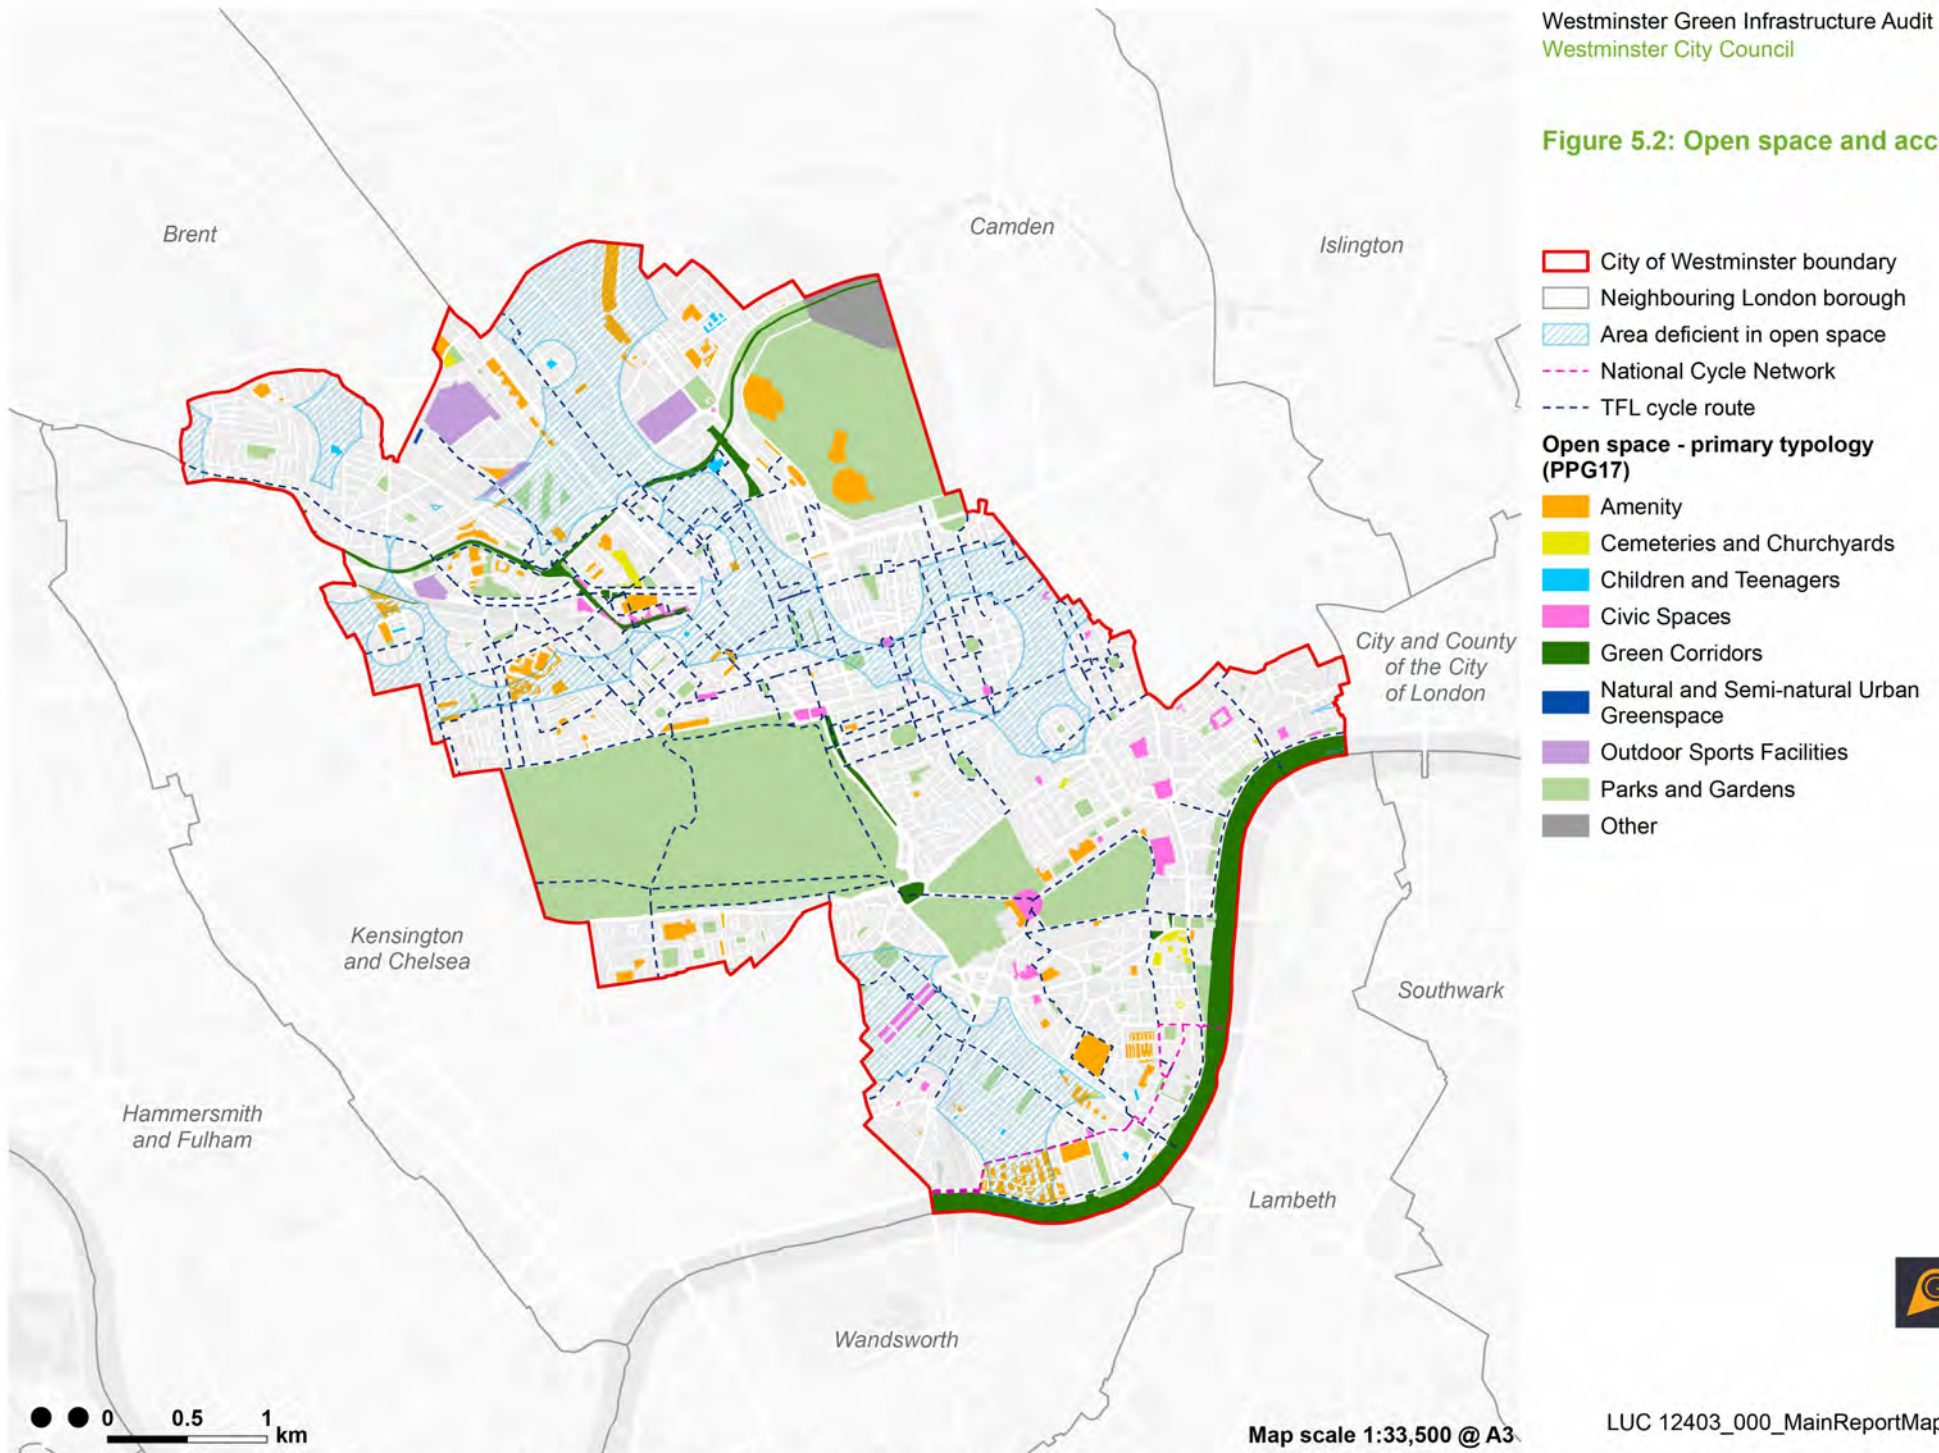 Westminster Green Infrastructure Audit
Westminster City Council
Figure 5.2: Open space and acc
Brent
Camden
Islington
City and County
of the City
of London
Kensington
and Chelsea
Southwark
Hammersmith
and Fulham
Lambeth
Wandsworth
City of Westminster boundary
Neighbouring London borough
Area deficient in open space
National Cycle Network
TFL cycle route
Open space - primary typology
(PPG17)
Amenity
Cemeteries and Churchyards
Children and Teenagers
Civic Spaces
Green Corridors
Natural and Semi-natural Urban
Greenspace
Outdoor Sports Facilities
Parks and Gardens
Other
0 0.5 1
km
Map scale 1:33,500 @ A3
LUC 12403_000_MainReportMap